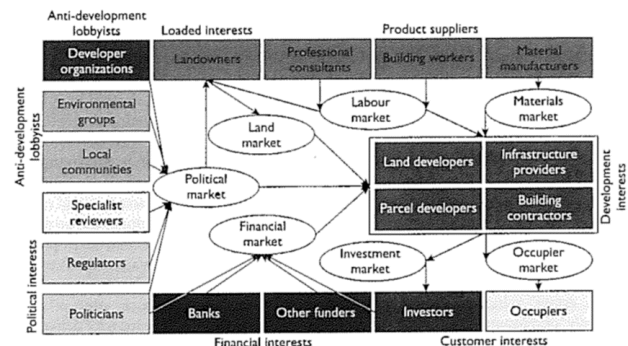 Anti-development
lobbyists
Loaded interests
Product suppliers
Developer
organizations
Landowners
Professional
consultants
Building workers
Material
manufacturers
Anti-development
lobbyists
Environmental
groups
Labour
market
Materials
market
Land
market
Local
communities
Land developers
Infrastructure
providers
Development
interests
Political
market
Specialist
reviewers
Parcel developers
Building
contractors
Financial
market
Political interests
Regulators
Investment
market
Occupier
market
Politicians
Banks
Other funders
Investors
Occupiers
Financial interests
Customer interests